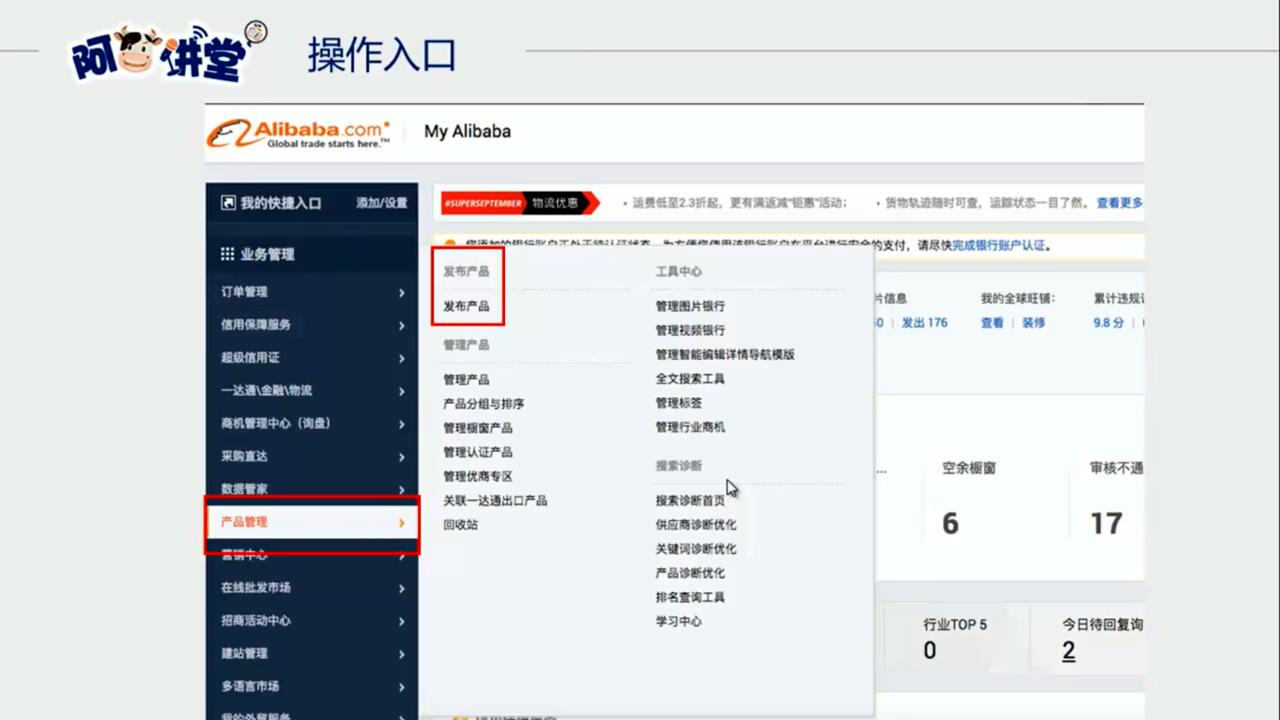 阿牛讲堂
操作入口
Alibaba.com
Global trade starts here.™
My Alibaba
我的快捷入口 添加/设置
#SUPERSEPTEMBER 物流优惠
• 运费低至2.3折起，更有满返减“钜惠”活动；
• 货物轨迹随时可查，运踪状态一目了然。 查看更多
的支付，请尽快完成银行账户认证。
业务管理
订单管理
信用保障服务
超级信用证
一达通\金融\物流
商机管理中心（询盘）
采购直达
数据管家
产品管理
营销中心
在线批发市场
招商活动中心
建站管理
多语言市场
我的外贸服务
发布产品
发布产品
管理产品
管理产品
产品分组与排序
管理橱窗产品
管理认证产品
管理优商专区
关联一达通出口产品
回收站
工具中心
管理图片银行
管理视频银行
管理智能编辑详情导航模版
全文搜索工具
管理标签
管理行业商机
搜索诊断
搜索诊断首页
供应商诊断优化
关键词诊断优化
产品诊断优化
排名查询工具
学习中心
片信息
发出 176
我的全球旺铺：
查看 | 装修
累计违规
9.8 分
...
空余橱窗
6
审核不通
17
行业TOP 5
0
今日待回复询
2